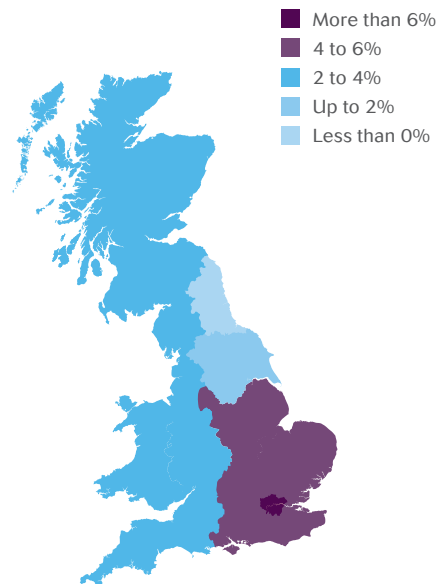 More than 6%
4 to 6%
2 to 4%
Up to 2%
Less than 0%